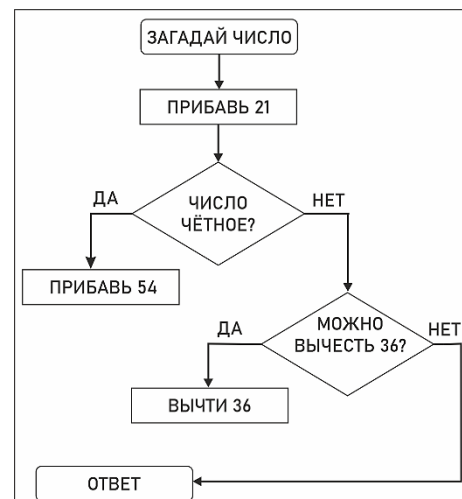 ЗАГАДАЙ ЧИСЛО
ПРИБАВЬ 21
ДА
ЧИСЛО
ЧЁТНОЕ?
НЕТ
ПРИБАВЬ 54
ДА
МОЖНО
ВЫЧЕСТЬ 36?
НЕТ
ВЫЧТИ 36
ОТВЕТ